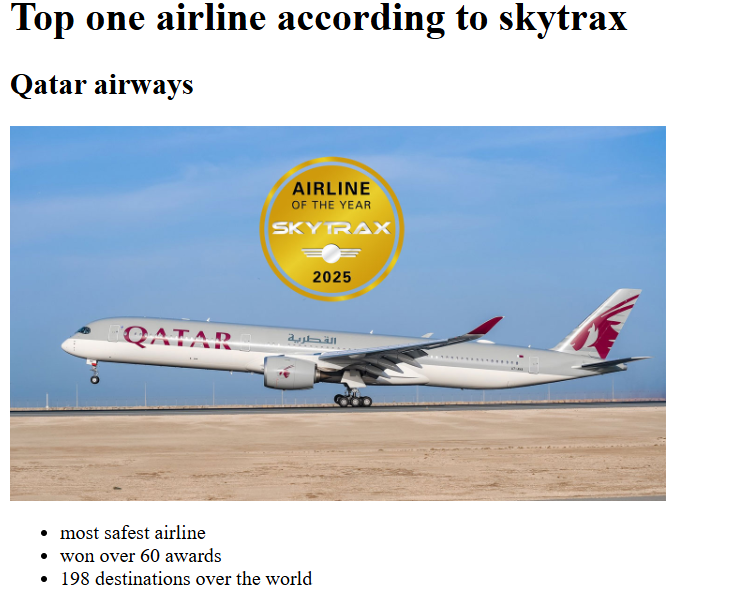 Top one airline according to skytrax
Qatar airways
AIRLINE
OF THE YEAR
SKYTRAX
2025
QATAR
القطرية
most safest airline
won over 60 awards
198 destinations over the world